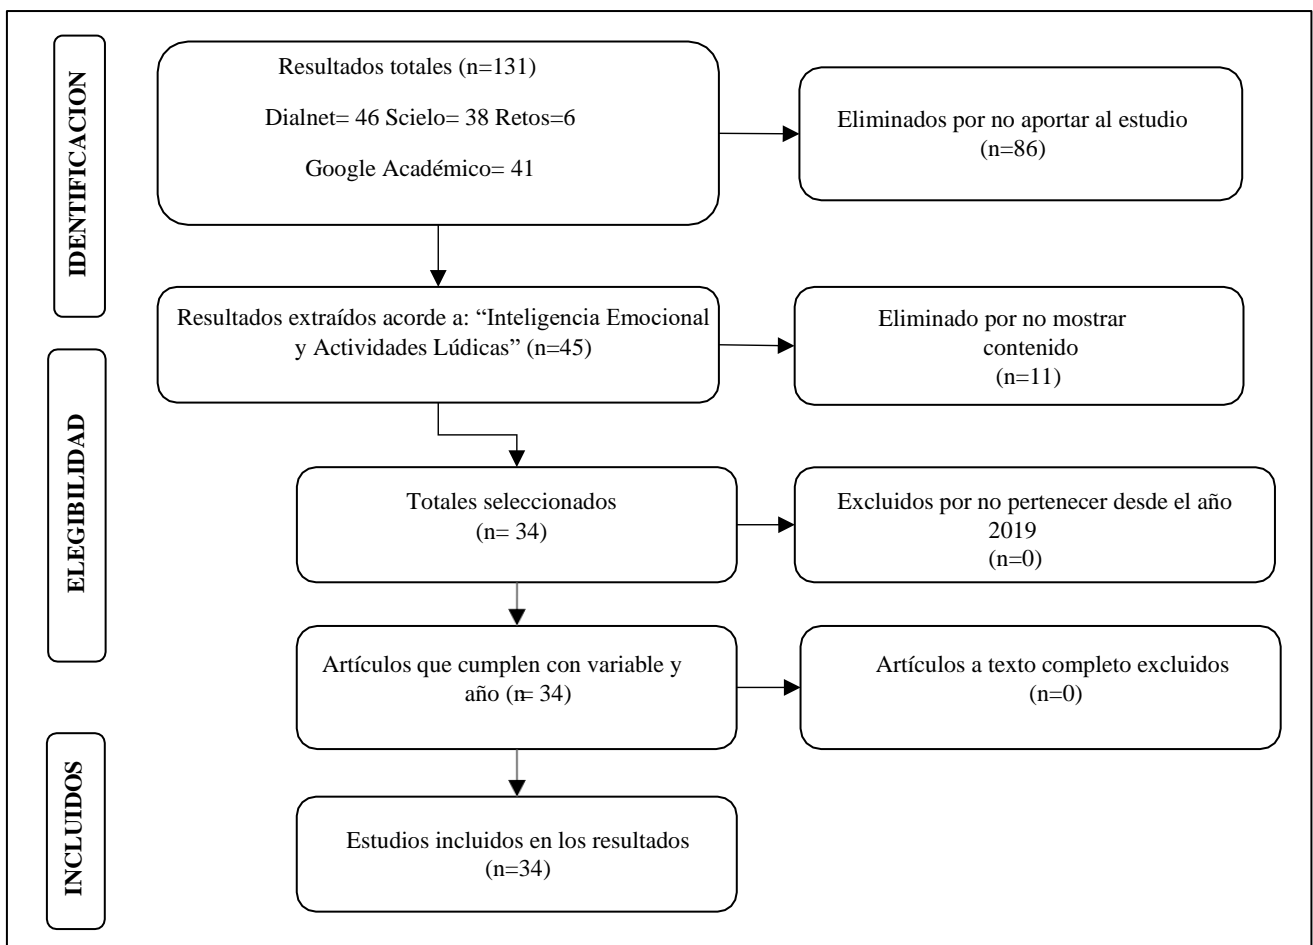 IDENTIFICACION
Resultados totales (n=131)
Dialnet= 46 Scielo= 38 Retos=6
Google Académico= 41
Eliminados por no aportar al estudio
(n=86)
Resultados extraídos acorde a: “Inteligencia Emocional
y Actividades Lúdicas” (n=45)
Eliminado por no mostrar
contenido
(n=11)
ELEGIBILIDAD
Totales seleccionados
(n= 34)
Excluidos por no pertenecer desde el año
2019
(n=0)
Artículos que cumplen con variable y
año (n= 34)
Artículos a texto completo excluidos
(n=0)
INCLUIDOS
Estudios incluidos en los resultados
(n=34)